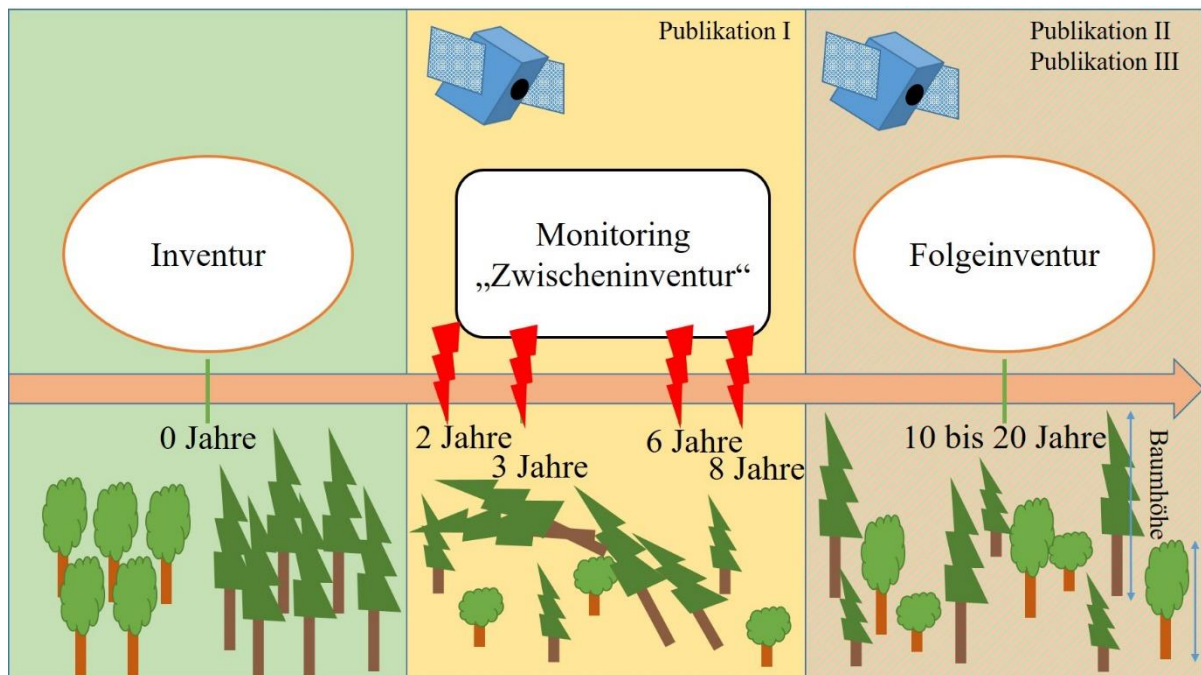 Publikation I
Publikation II
Publikation III
Inventur
Monitoring
„Zwischeninventur“
Folgeinventur
0 Jahre
2 Jahre
3 Jahre
6 Jahre
8 Jahre
10 bis 20 Jahre
Baumhöhe